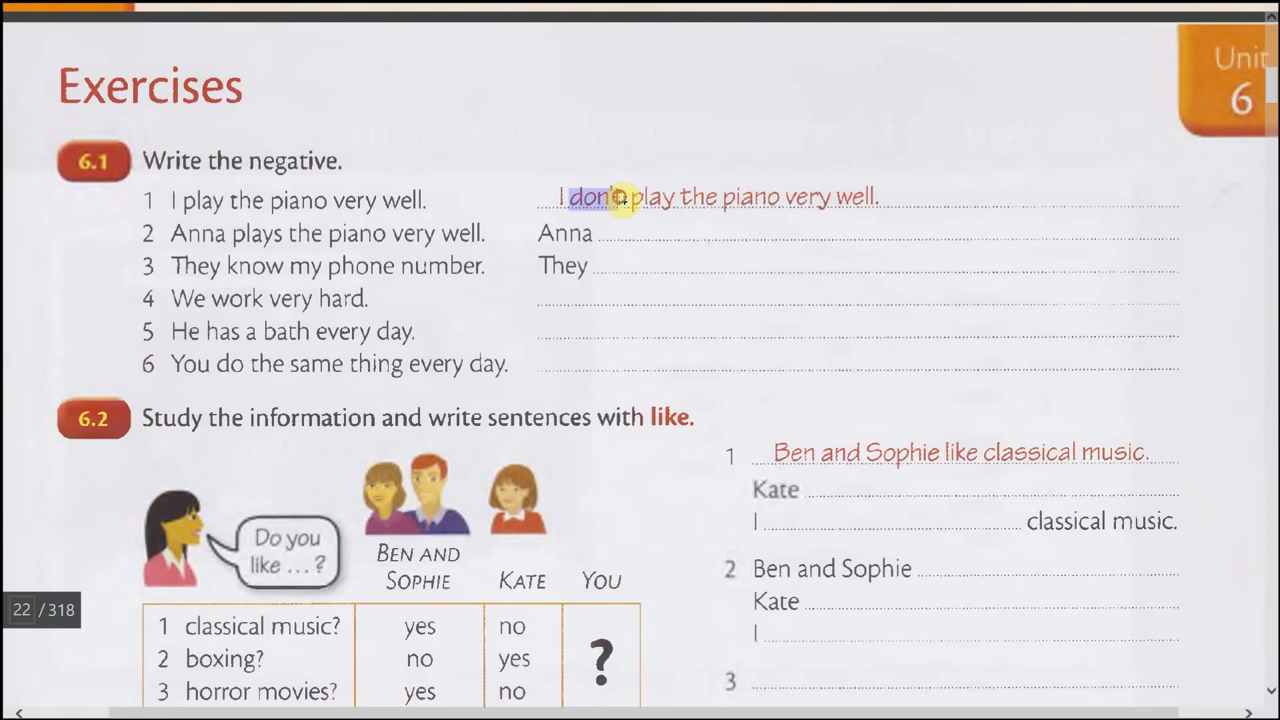 Exercises
Unit
6
6.1 Write the negative.
1 I play the piano very well. I don't play the piano very well.
2 Anna plays the piano very well. Anna
3 They know my phone number. They
4 We work very hard.
5 He has a bath every day.
6 You do the same thing every day.
6.2 Study the information and write sentences with like.
Do you
like ...?
BEN AND
SOPHIE KATE YOU
1 classical music? yes no
2 boxing? no yes
3 horror movies? yes no
?
1 Ben and Sophie like classical music.
Kate
I classical music.
2 Ben and Sophie
Kate
I
3
22 / 318